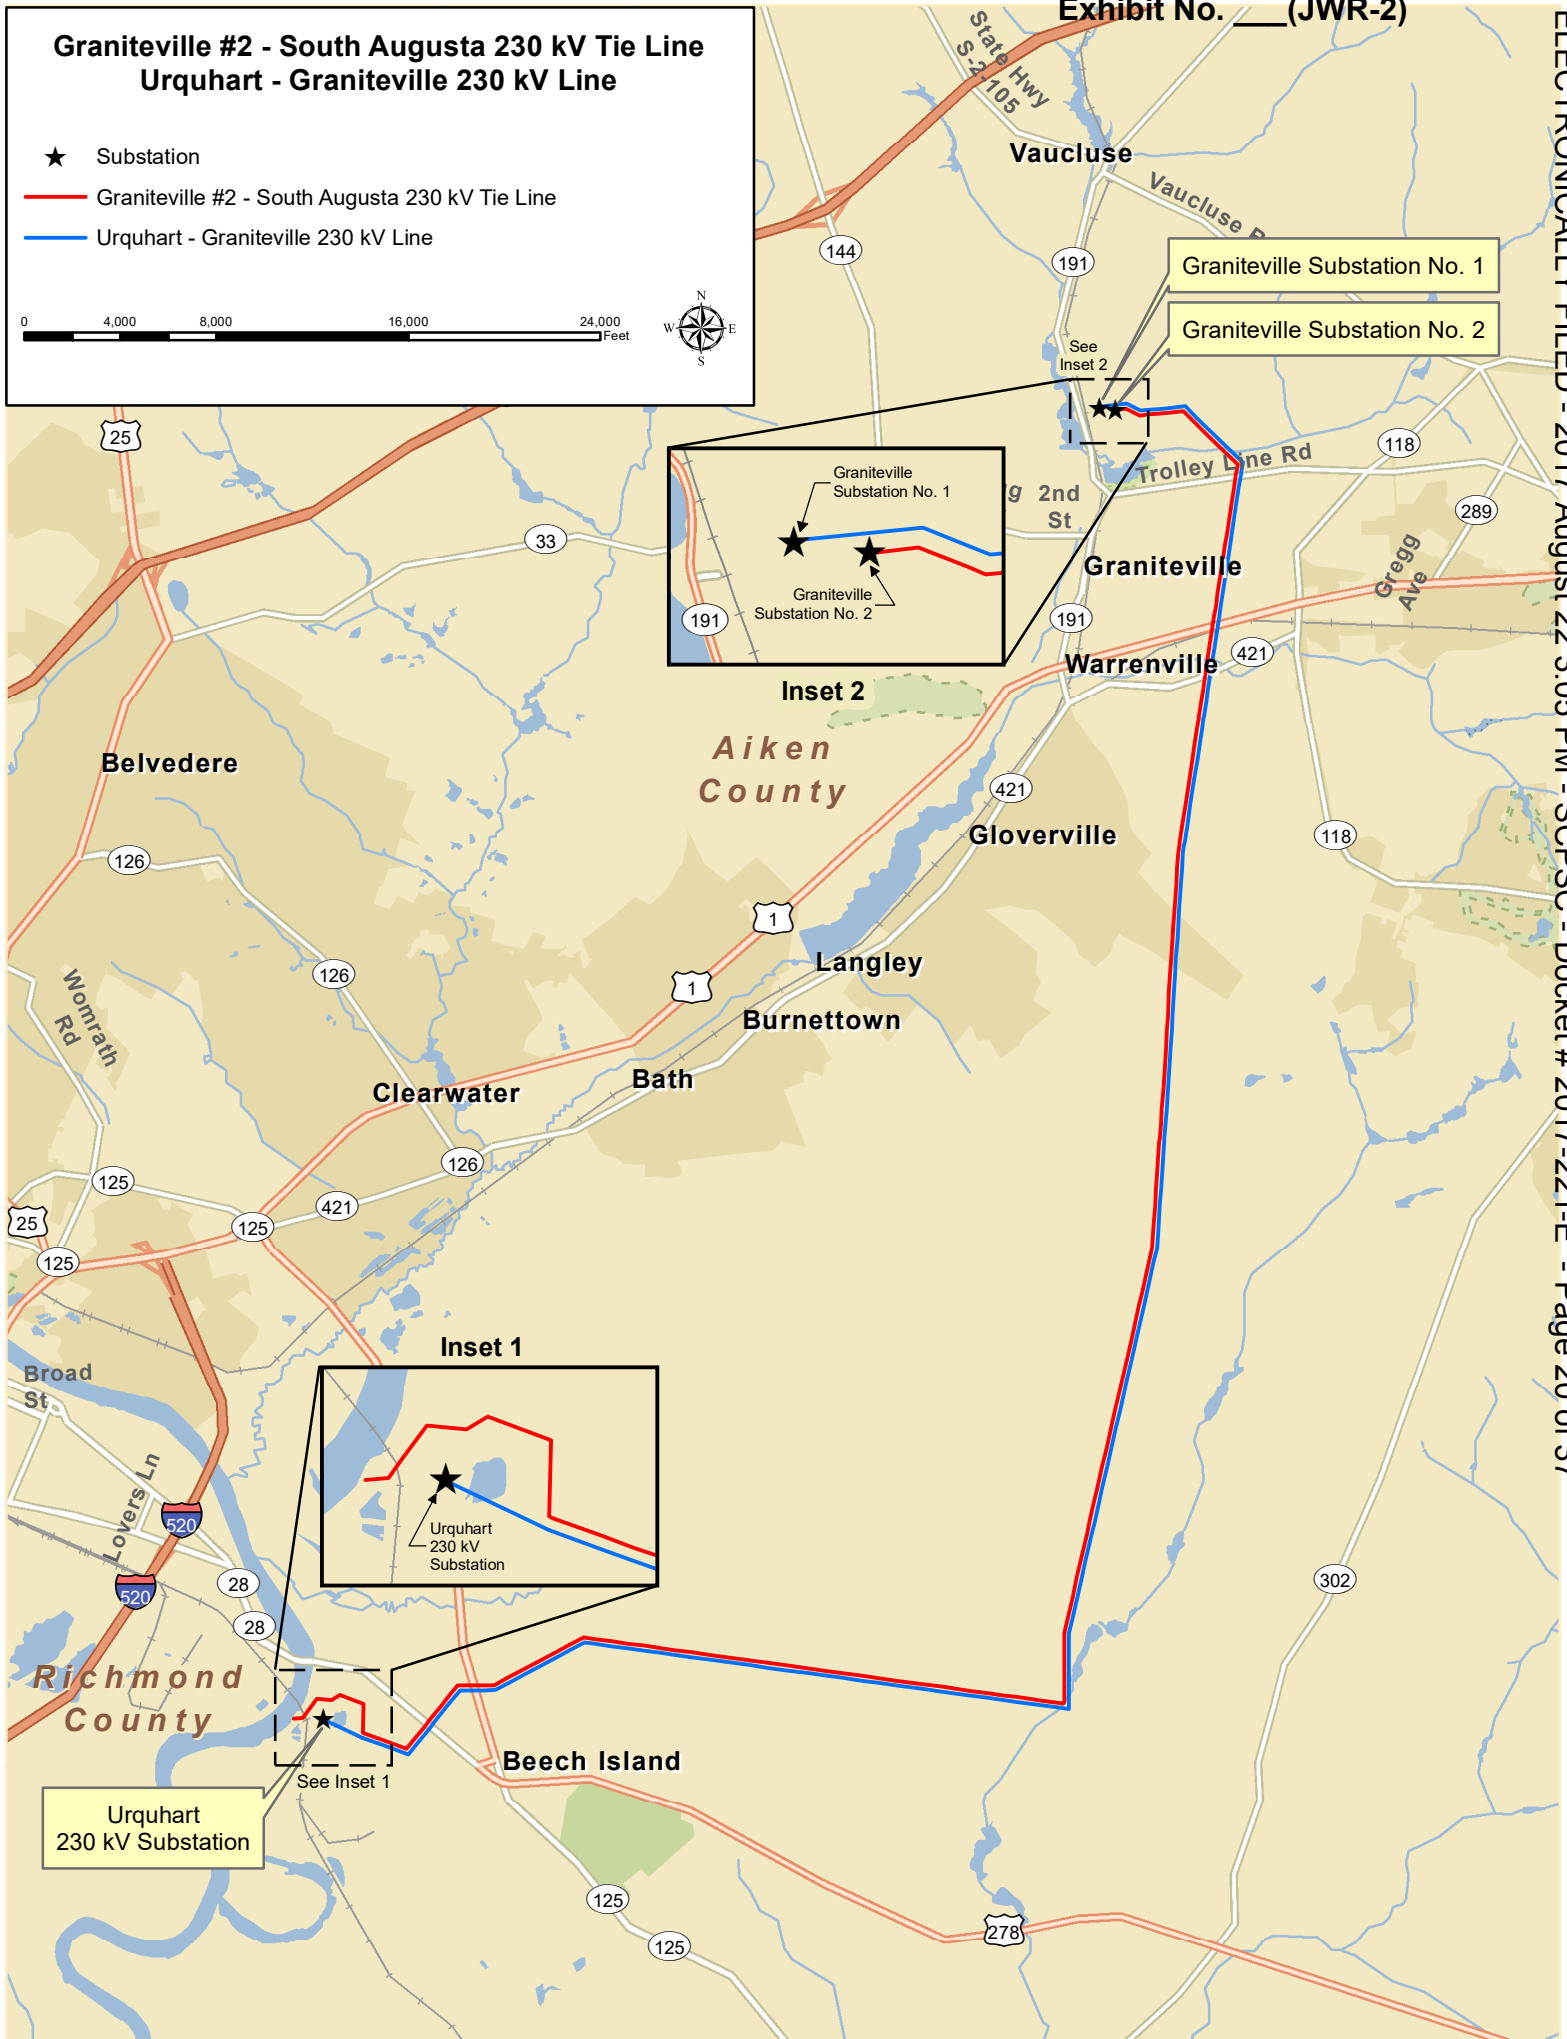 Exhibit No. ___(JWR-2)
ELECTRONICALLY FILED - 2017 August 22 3:05 PM - SCPSC - Docket # 2017-221-E - Page 20 of 37
Graniteville #2 - South Augusta 230 kV Tie Line
Urquhart - Graniteville 230 kV Line
Substation
Graniteville #2 - South Augusta 230 kV Tie Line
Urquhart - Graniteville 230 kV Line
0 4,000 8,000 16,000 24,000
Feet
N
W E
S
State Hwy
S-2-105
Vaucluse
Vaucluse
144
191
Graniteville Substation No. 1
Graniteville Substation No. 2
See
Inset 2
25
118
Trolley Line Rd
Graniteville
Substation No. 1
2nd
St
289
33
Graniteville
Gregg
Ave
Graniteville
Substation No. 2
191
191
421
Warrenville
Inset 2
Aiken
County
Belvedere
421
Gloverville
118
126
1
Langley
126
1
Womrath
Rd
Burnettown
Bath
Clearwater
126
125
421
25
125
125
Inset 1
Broad
St
Lovers Ln
520
Urquhart
230 kV
Substation
520
28
302
28
Richmond
County
Beech Island
See Inset 1
Urquhart
230 kV Substation
125
278
125